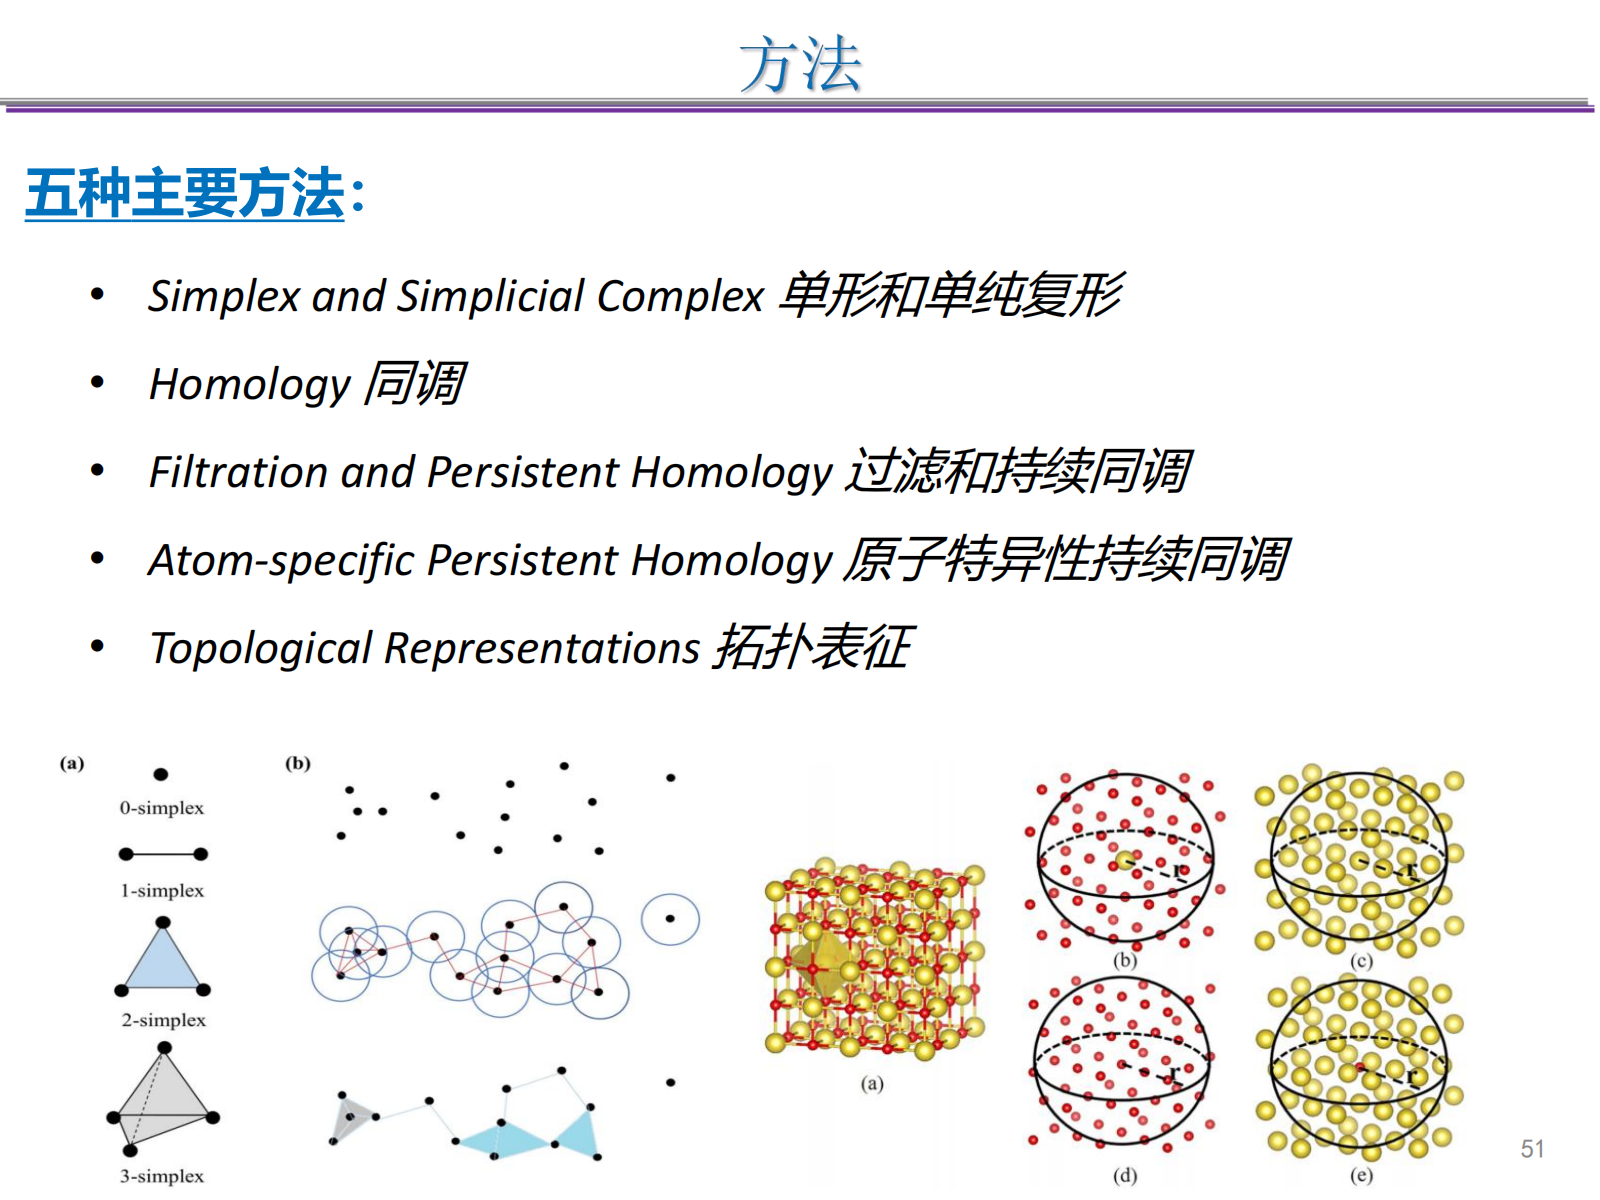 方法
五种主要方法：
• Simplex and Simplicial Complex 单形和单纯复形
• Homology 同调
• Filtration and Persistent Homology 过滤和持续同调
• Atom-specific Persistent Homology 原子特异性持续同调
• Topological Representations 拓扑表征
(a)
0-simplex
1-simplex
2-simplex
3-simplex
(b)
(a)
r
(b)
r
(c)
r
(d)
r
(e)
51